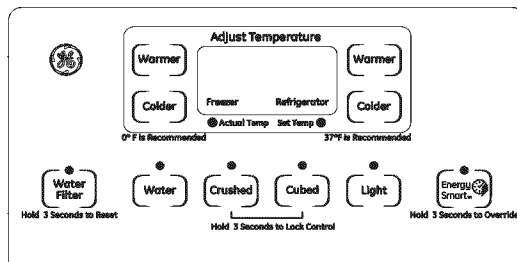 Adjust Temperature
GE
Warmer
Warmer
Colder
Freezer
Refrigerator
Colder
Actual Temp
Set Temp
0° F is Recommended
37°F is Recommended
Water Filter
Water
Crushed
Cubed
Light
Energy Smart™
Hold 3 Seconds to Reset
Hold 3 Seconds to Lock Control
Hold 3 Seconds to Override